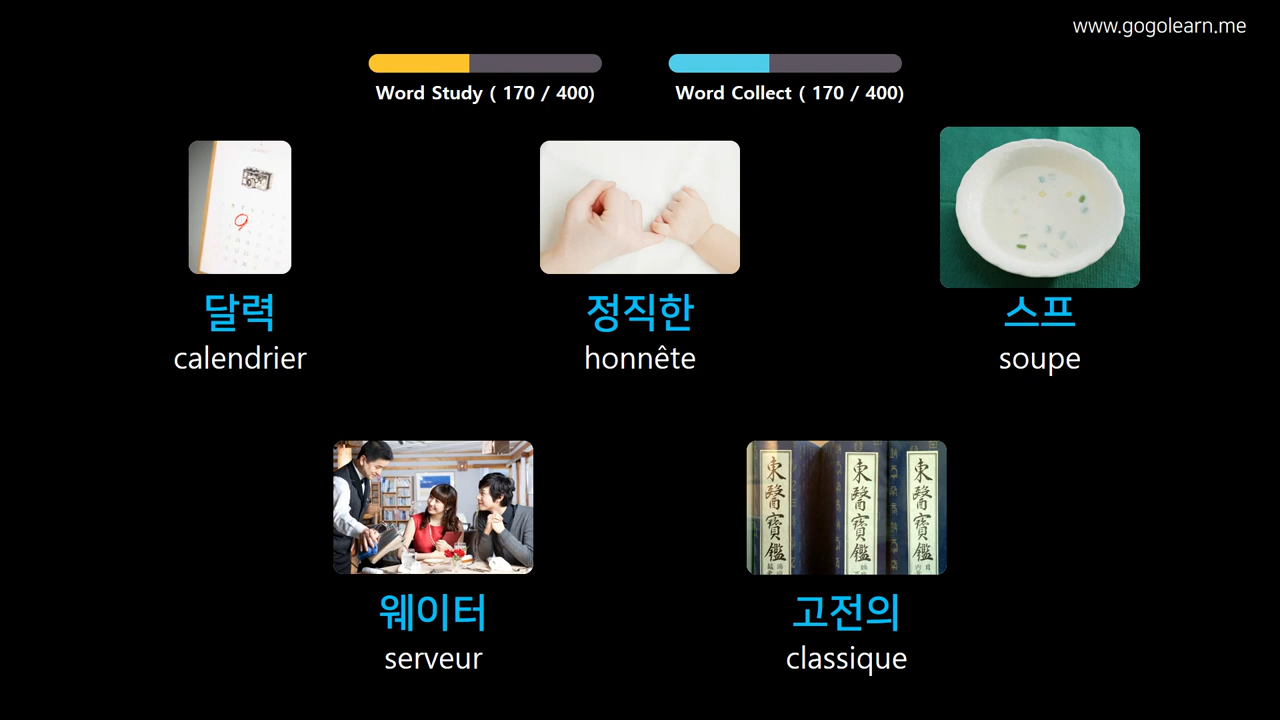 www.gogolearn.me
Word Study ( 170 / 400)
Word Collect ( 170 / 400)
달력
calendrier
정직한
honnête
스프
soupe
東醫寶鑑
東醫寶鑑
東醫寶鑑
웨이터
serveur
고전의
classique